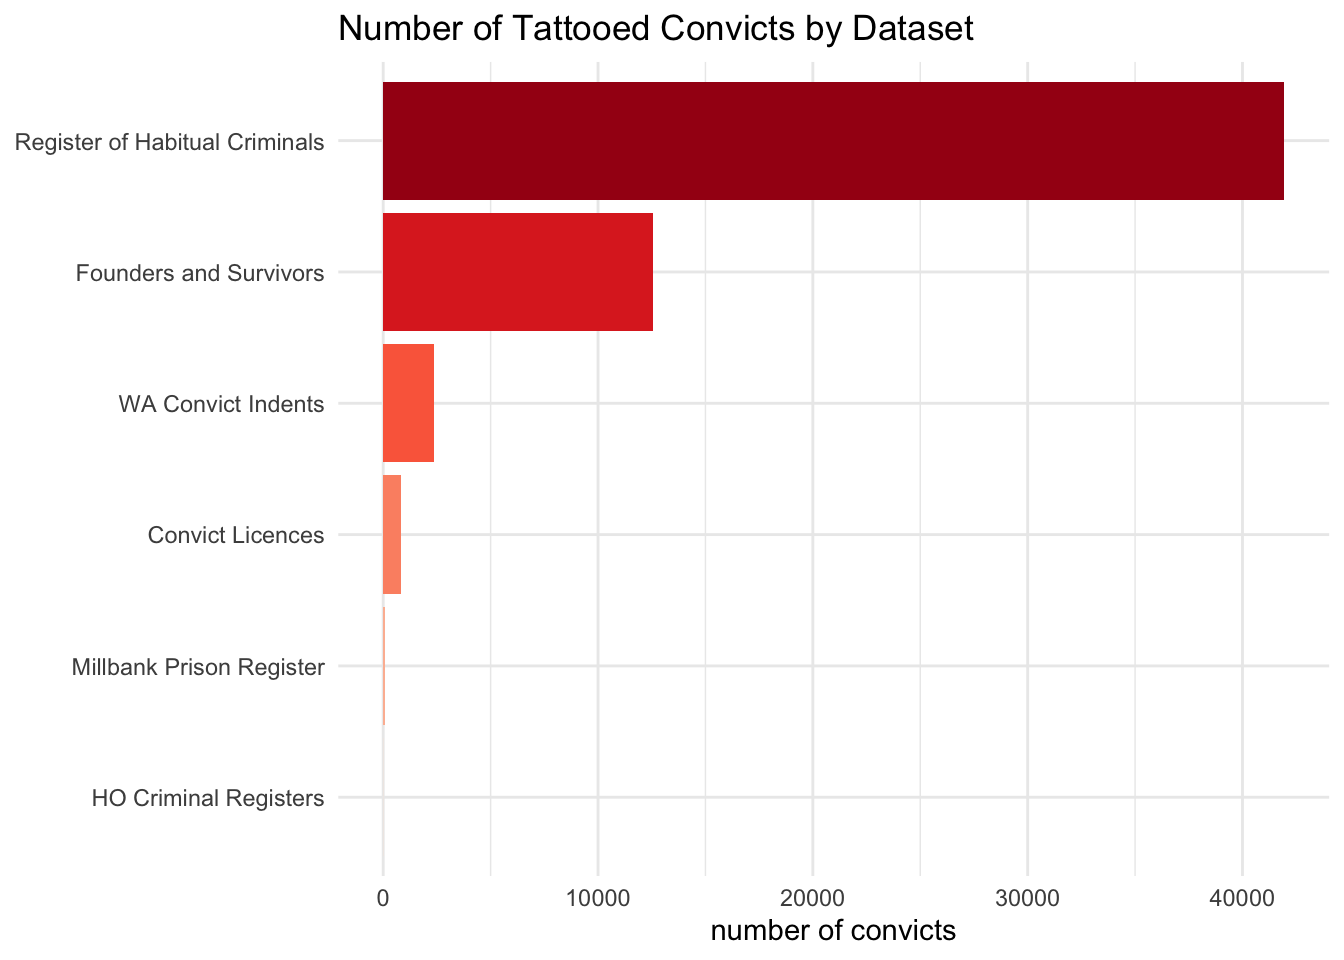 Number of Tattooed Convicts by Dataset
Register of Habitual Criminals
Founders and Survivors
WA Convict Indents
Convict Licences
Millbank Prison Register
HO Criminal Registers
0 10000 20000 30000 40000
number of convicts